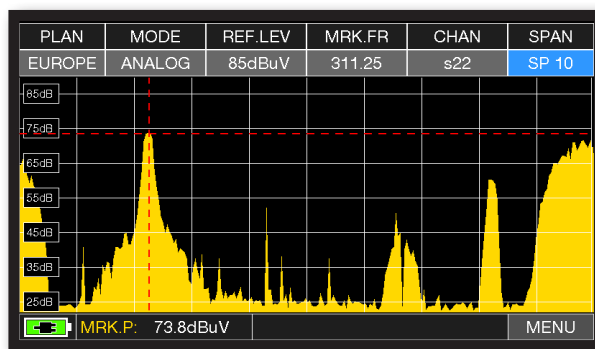 PLAN MODE REF.LEV MRK.FR CHAN SPAN
EUROPE ANALOG 85dBuV 311.25 s22 SP 10
85dB
75dB
65dB
55dB
45dB
35dB
25dB
MRK.P: 73.8dBuV MENU